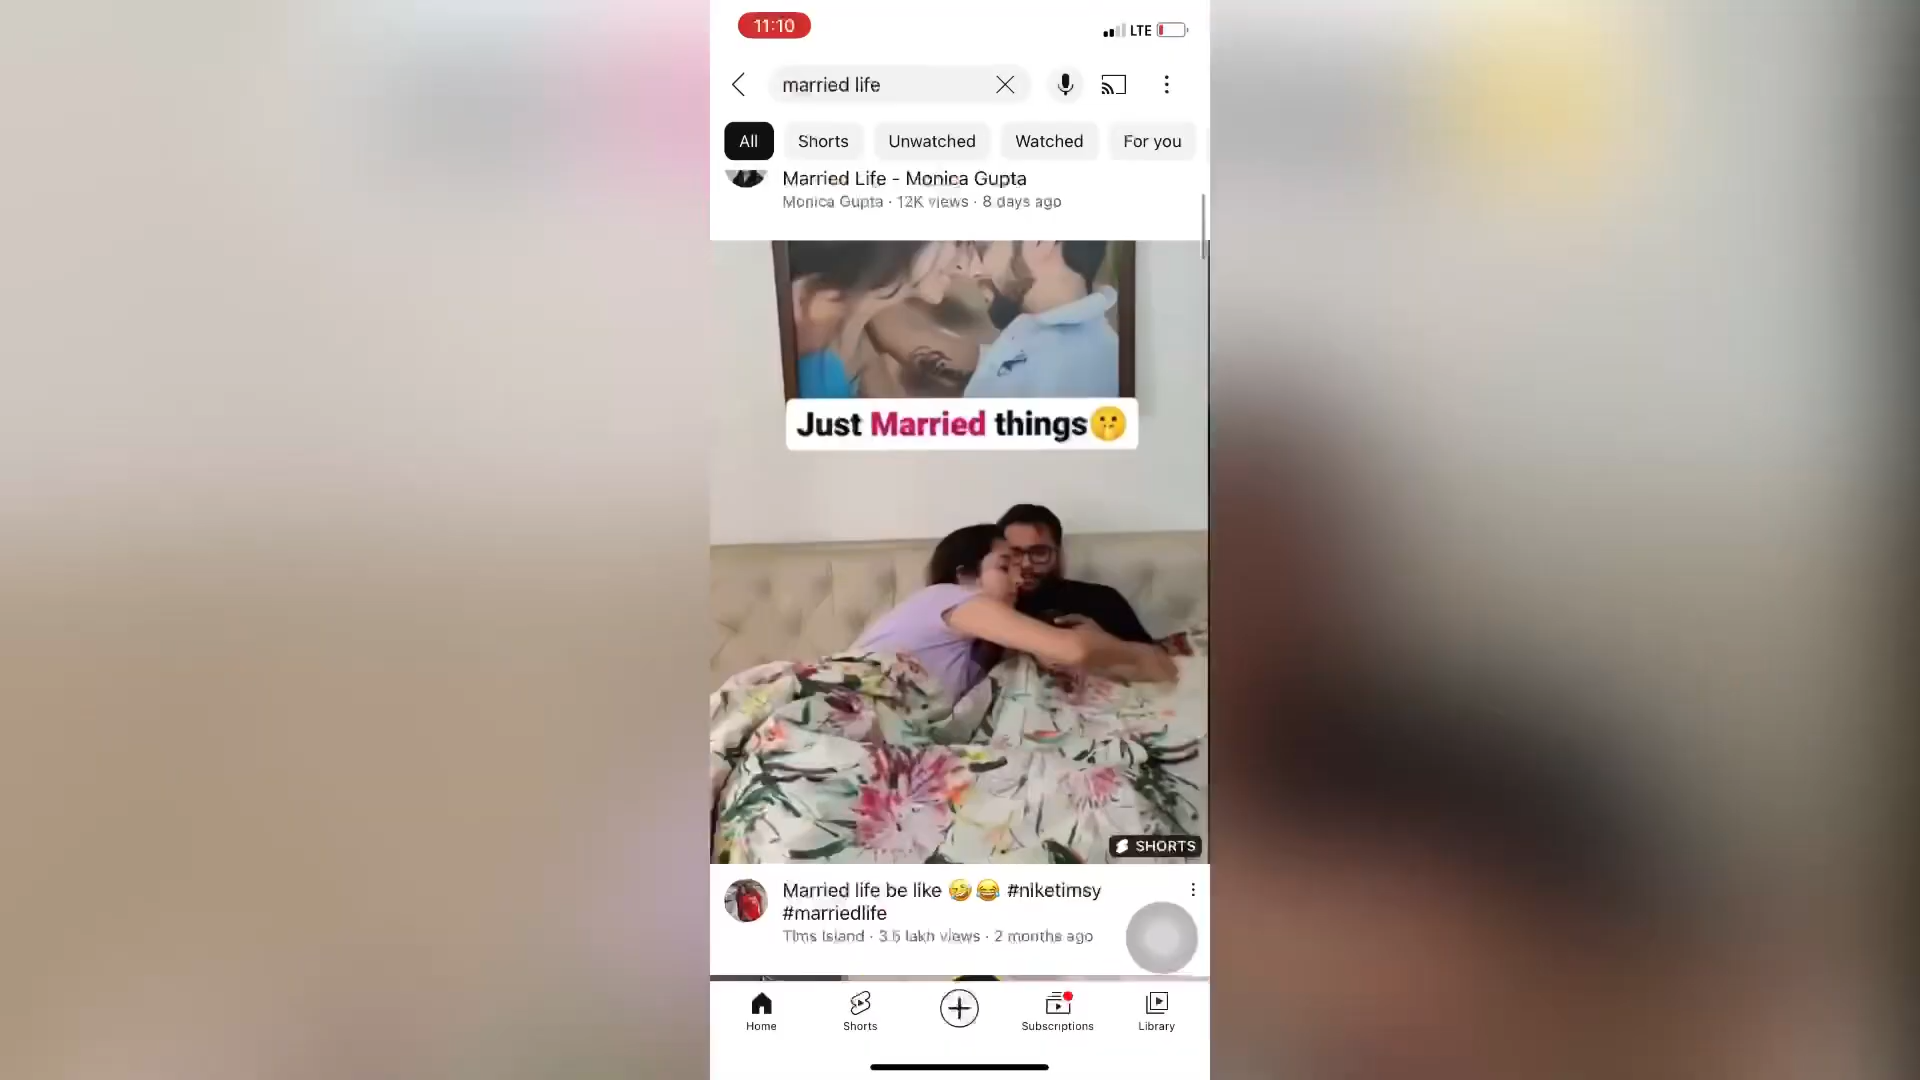 11:10
LTE
married life
All
Shorts
Unwatched
Watched
For you
Married Life - Monica Gupta
Monica Gupta · 12K views · 8 days ago
Just Married things🤫
SHORTS
Married life be like 🤣😂 #niketimsy
#marriedlife
Tims Island · 3.5 lakh views · 2 months ago
Home
Shorts
Subscriptions
Library